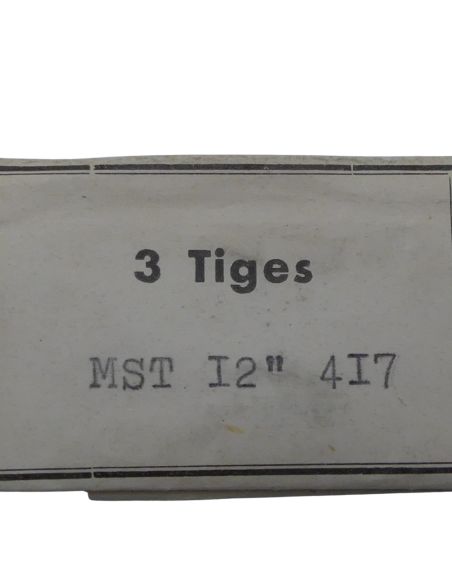 3 Tiges
MST I2" 4I7